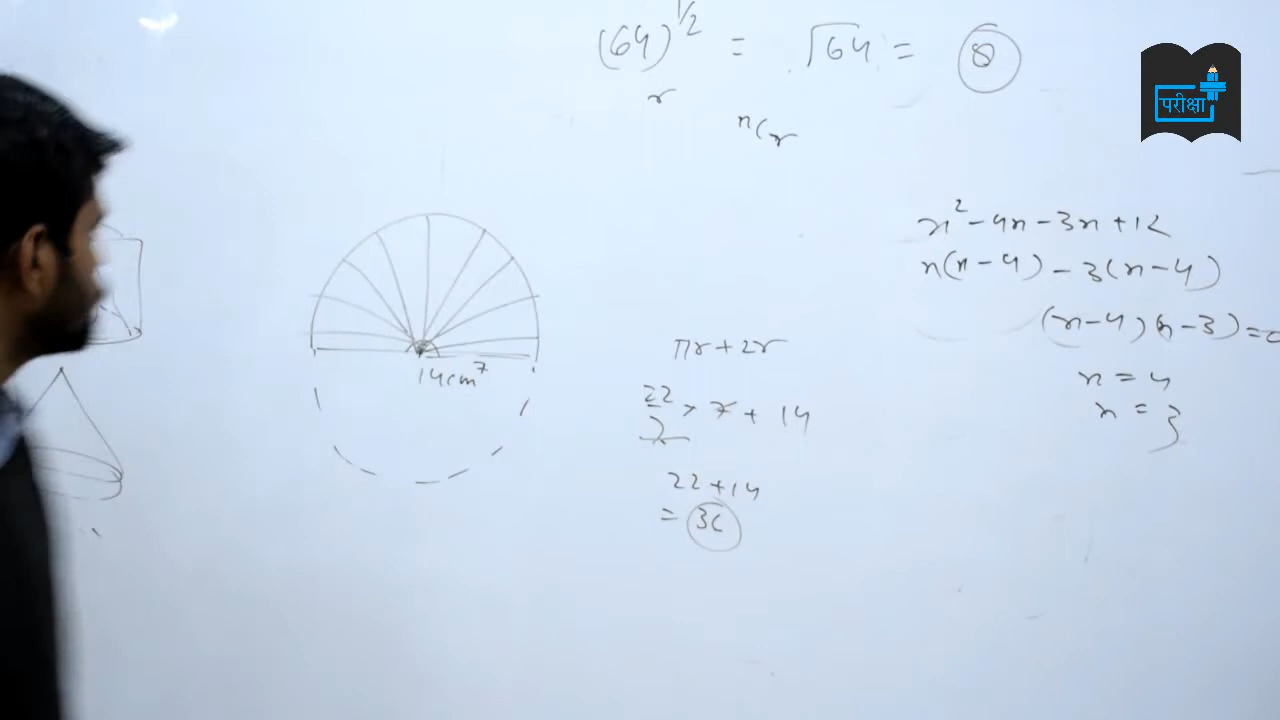 (64)^1/2 = √64 = 8
r
nCr
परीक्षा
x² - 4x - 3x + 12
x(x - 4) - 3(x - 4)
(x - 4)(x - 3) = 0
x = 4
x = 3
14cm
7
πr + 2r
22/7 × 7 + 14
22 + 14
= 36